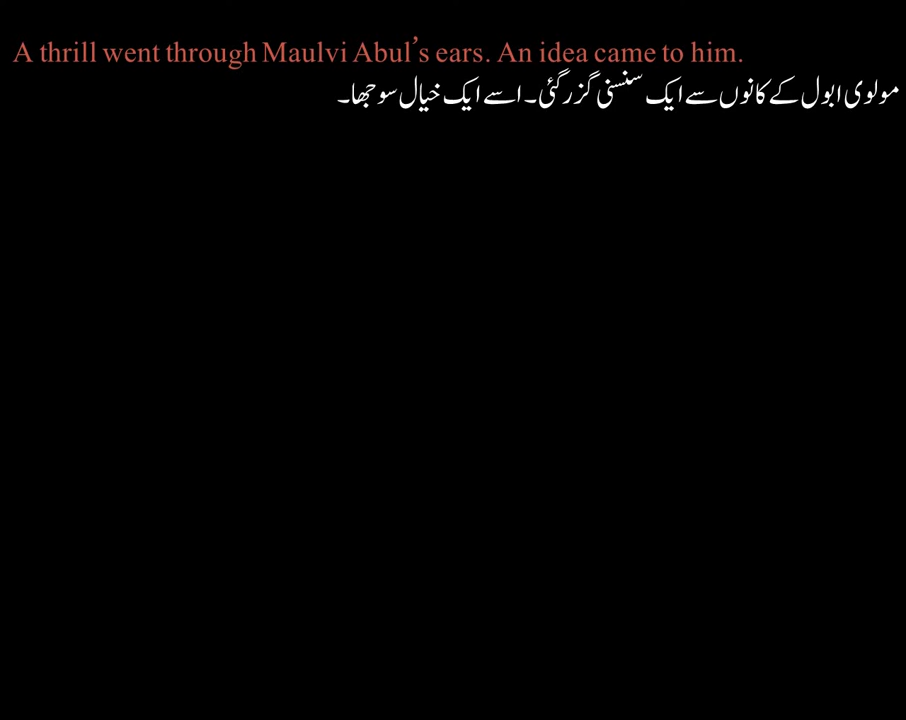 A thrill went through Maulvi Abul’s ears. An idea came to him.
مولوی ابول کے کانوں سے ایک سنسنی گزر گئی۔ اسے ایک خیال سوجھا۔